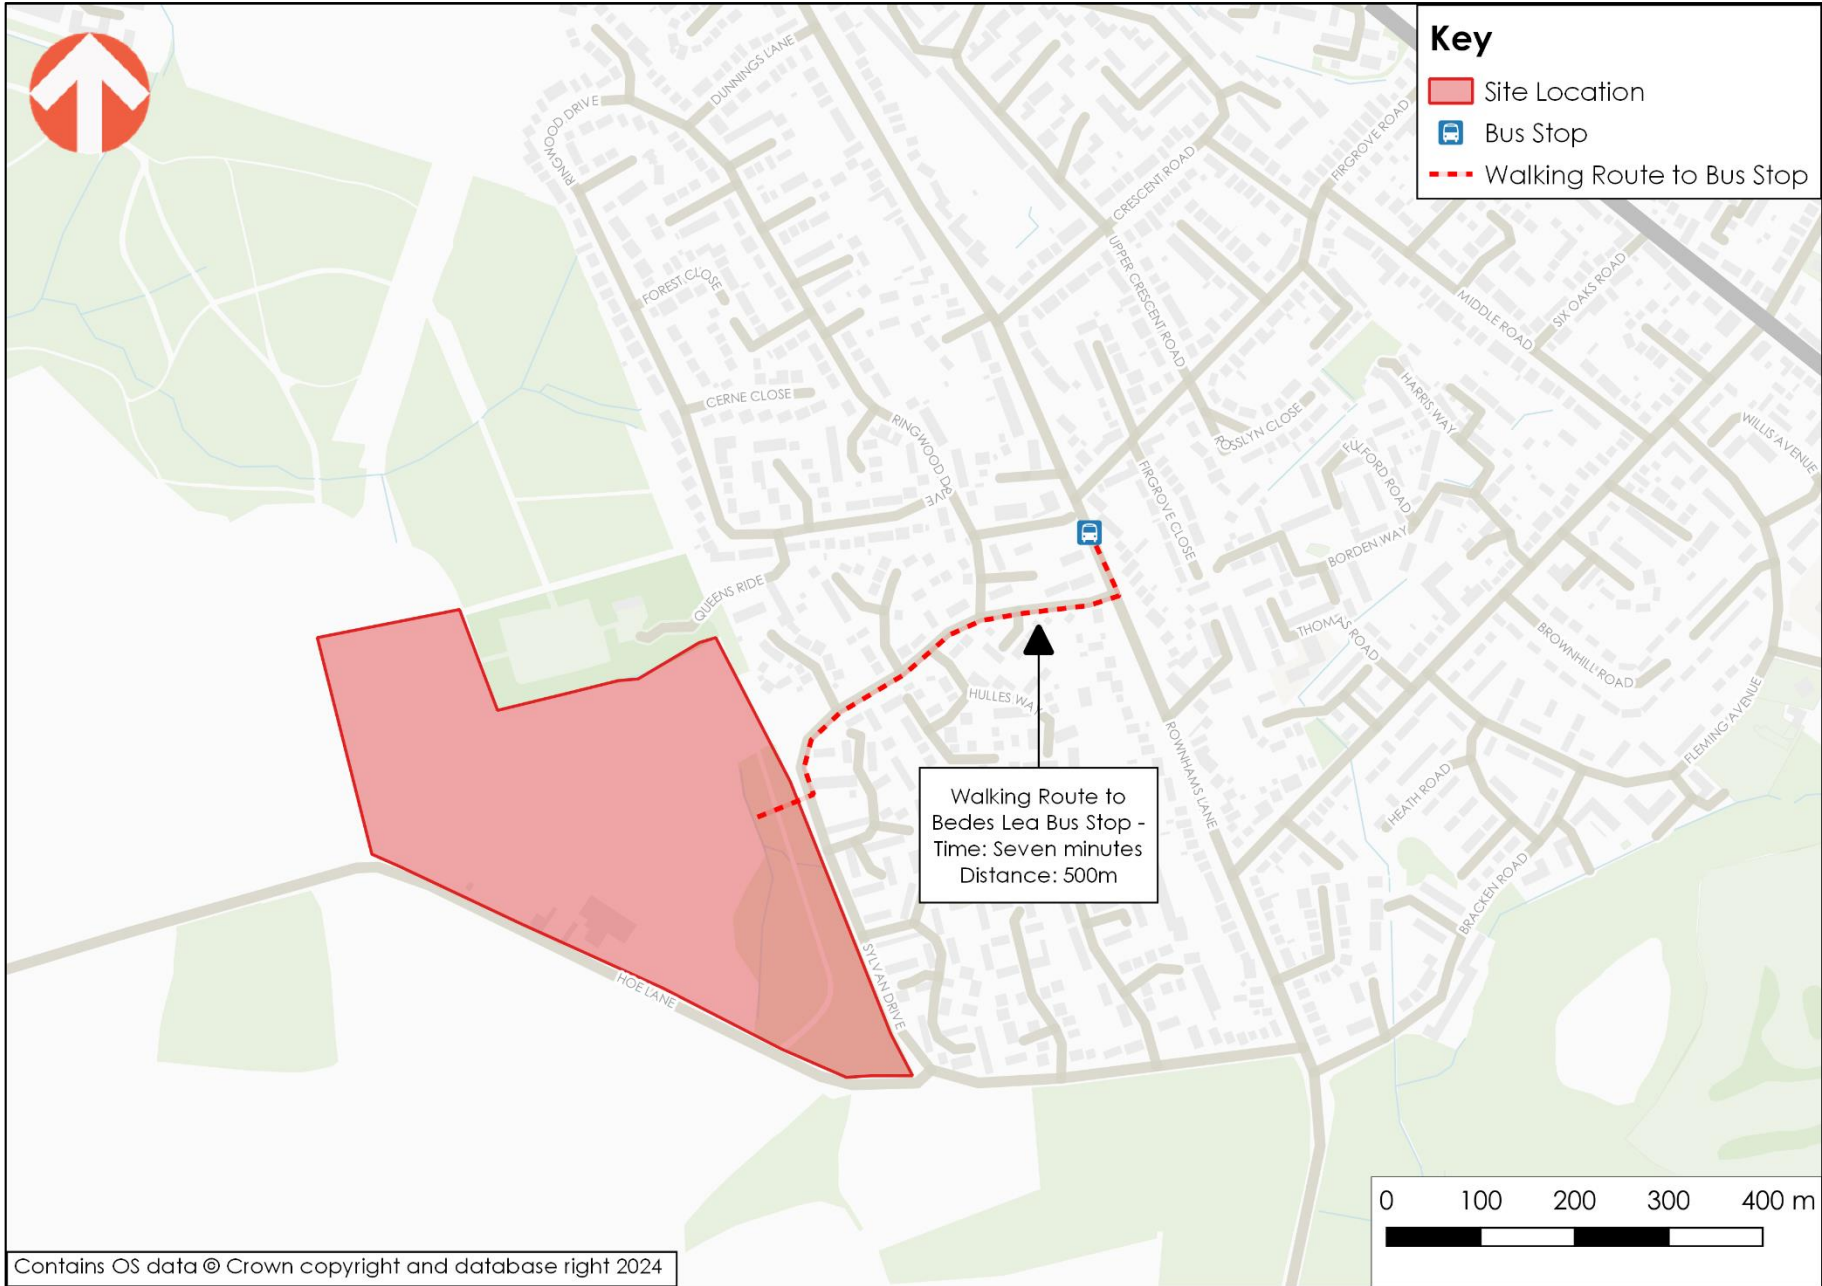 Key
Site Location
Bus Stop
Walking Route to Bus Stop
DUNNINGS LANE
RINGWOOD DRIVE
RINGWOOD
FIRGROVE ROAD
CRESCENT ROAD
UPPER CRESCENT ROAD
FOREST CLOSE
SIX OAKS ROAD
MIDDLE ROAD
CERNE CLOSE
RINGWOOD DRIVE
HARRIS WAY
ROSSLYN CLOSE
WILLIS AVENUE
FULFORD ROAD
FIRGROVE CLOSE
BORDEN WAY
QUEENS RIDE
THOMAS ROAD
BROWNHILL ROAD
HULLES WAY
FLEMING AVENUE
ROWNHAMS LANE
HEATH ROAD
Walking Route to
Bedes Lea Bus Stop -
Time: Seven minutes
Distance: 500m
BRACKEN ROAD
SYLVAN DRIVE
HOE LANE
0 100 200 300 400 m
Contains OS data © Crown copyright and database right 2024